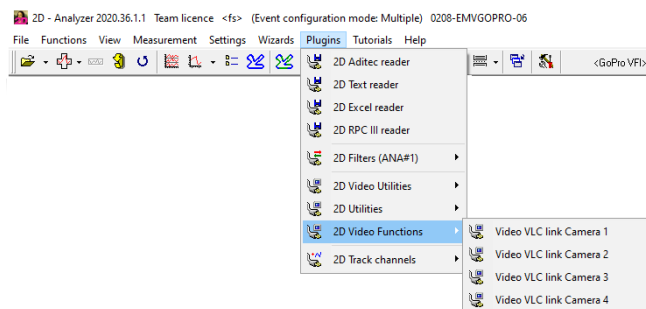 2D - Analyzer 2020.36.1.1 Team licence <fs> (Event configuration mode: Multiple) 0208-EMVGOPRO-06
File Functions View Measurement Settings Wizards Plugins Tutorials Help
<GoPro VFI>
2D Aditec reader
2D Text reader
2D Excel reader
2D RPC III reader
2D Filters (ANA#1)
2D Video Utilities
2D Utilities
2D Video Functions
2D Track channels
Video VLC link Camera 1
Video VLC link Camera 2
Video VLC link Camera 3
Video VLC link Camera 4